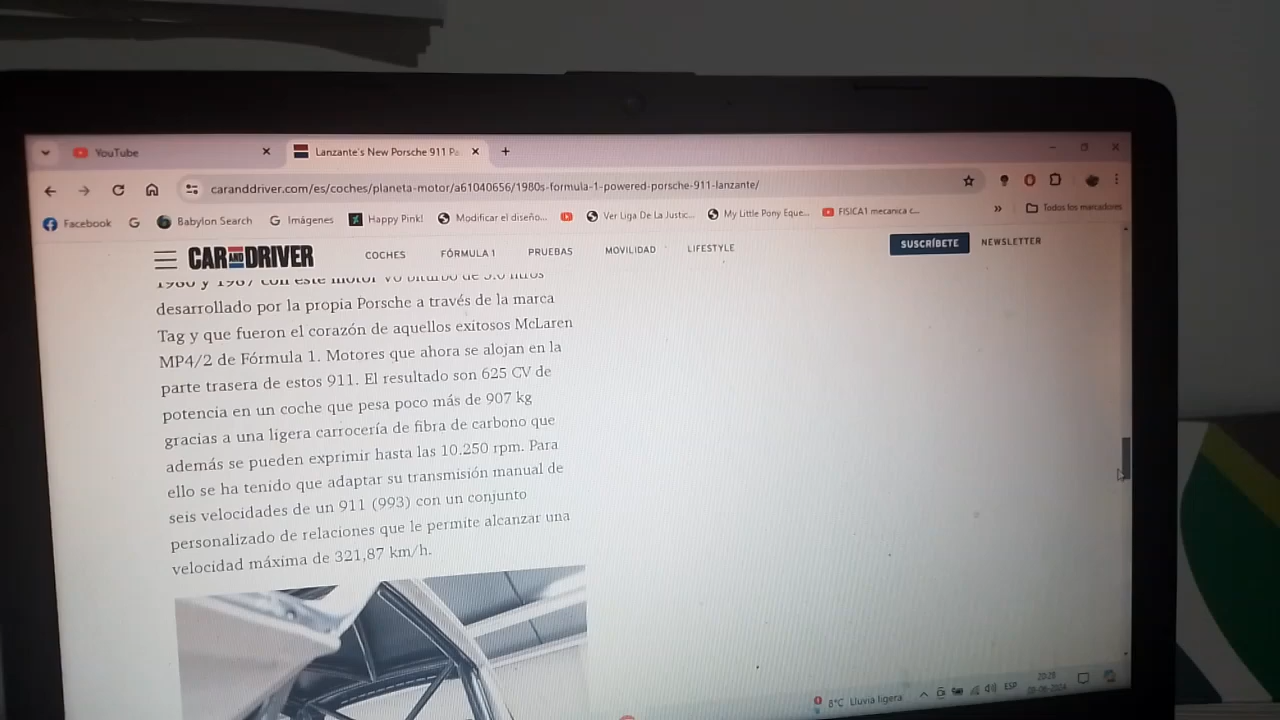 YouTube
Lanzante's New Porsche 911 Pa
caranddriver.com/es/coches/planeta-motor/a61040656/1980s-formula-1-powered-porsche-911-lanzante/
Facebook
Babylon Search
Imágenes
Happy Pink!
Modificar el diseño...
Ver Liga De La Justic...
My Little Pony Eque...
FISICA1 mecanica c...
Todos los marcadores
CAR AND DRIVER
COCHES
FÓRMULA 1
PRUEBAS
MOVILIDAD
LIFESTYLE
SUSCRÍBETE
NEWSLETTER
desarrollado por la propia Porsche a través de la marca
Tag y que fueron el corazón de aquellos exitosos McLaren
MP4/2 de Fórmula 1. Motores que ahora se alojan en la
parte trasera de estos 911. El resultado son 625 CV de
potencia en un coche que pesa poco más de 907 kg
gracias a una ligera carrocería de fibra de carbono que
además se pueden exprimir hasta las 10.250 rpm. Para
ello se ha tenido que adaptar su transmisión manual de
seis velocidades de un 911 (993) con un conjunto
personalizado de relaciones que le permite alcanzar una
velocidad máxima de 321,87 km/h.
8°C Lluvia ligera
ESP